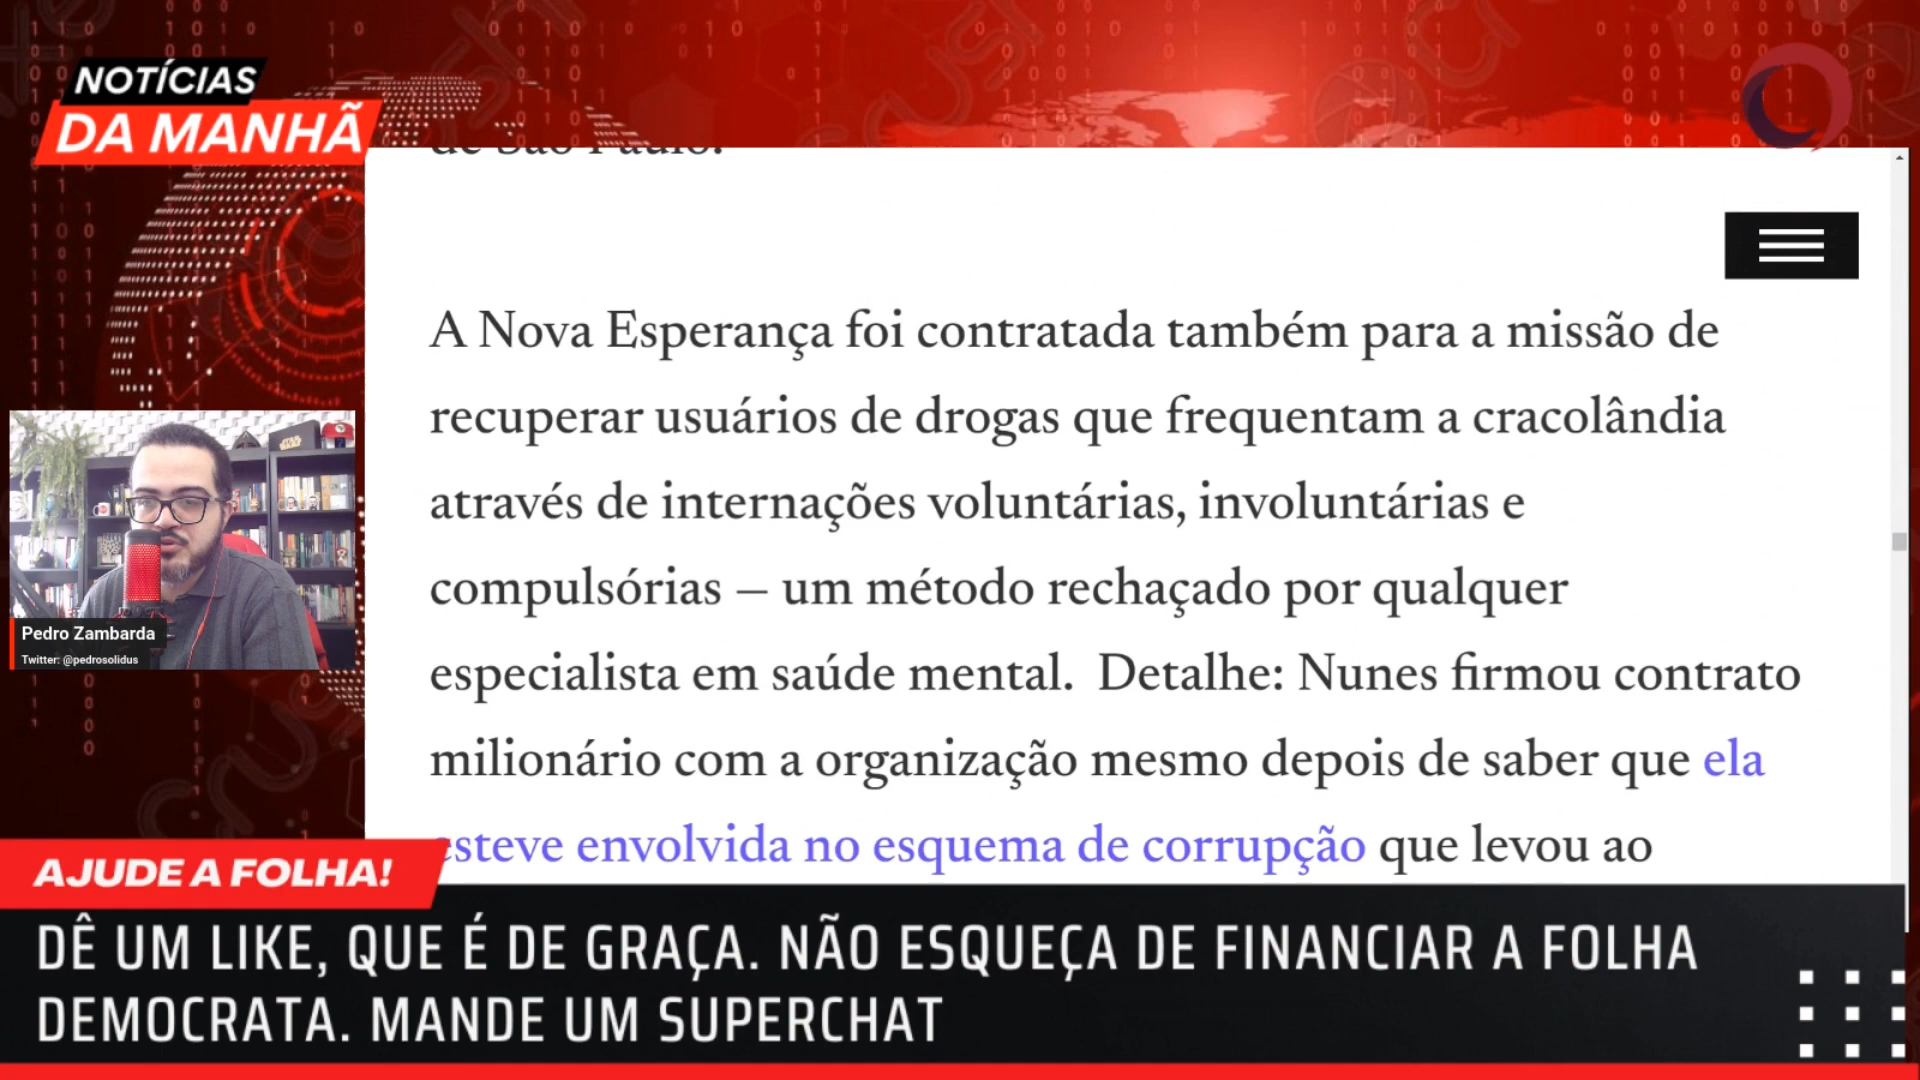 NOTÍCIAS
DA MANHÃ
de São Paulo.
A Nova Esperança foi contratada também para a missão de
recuperar usuários de drogas que frequentam a cracolândia
através de internações voluntárias, involuntárias e
compulsórias – um método rechaçado por qualquer
especialista em saúde mental. Detalhe: Nunes firmou contrato
milionário com a organização mesmo depois de saber que ela
esteve envolvida no esquema de corrupção que levou ao
Pedro Zambarda
Twitter: @pedrosolidus
AJUDE A FOLHA!
DÊ UM LIKE, QUE É DE GRAÇA. NÃO ESQUEÇA DE FINANCIAR A FOLHA
DEMOCRATA. MANDE UM SUPERCHAT